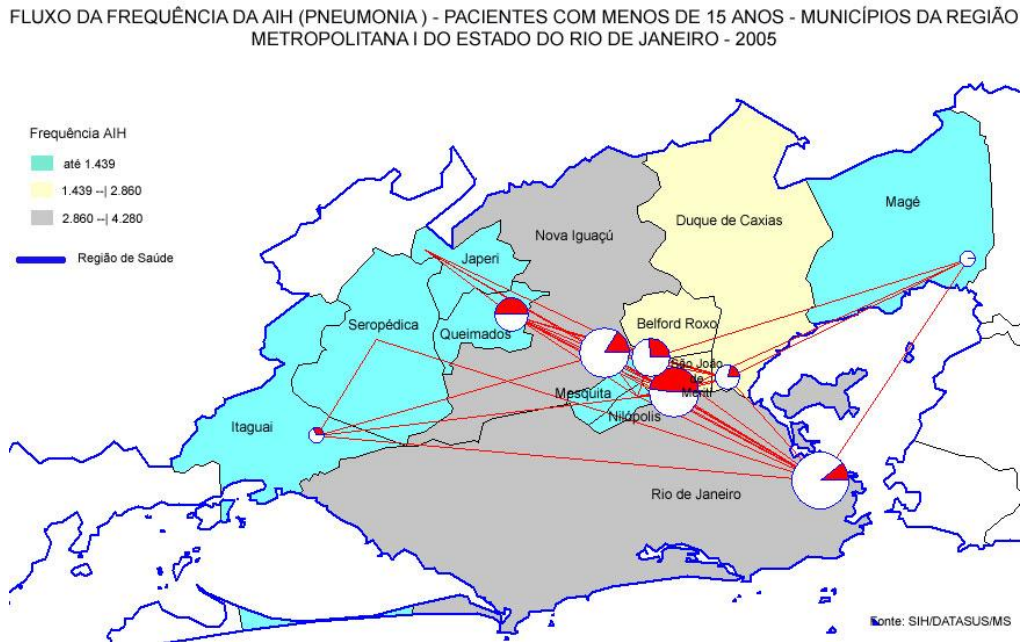 FLUXO DA FREQUÊNCIA DA AIH (PNEUMONIA ) - PACIENTES COM MENOS DE 15 ANOS - MUNICÍPIOS DA REGIÃO
METROPOLITANA I DO ESTADO DO RIO DE JANEIRO - 2005
Frequência AIH
até 1.439
1.439 --| 2.860
2.860 --| 4.280
Região de Saúde
Magé
Duque de Caxias
Nova Iguaçú
Japeri
Seropédica
Queimados
Belford Roxo
São João
de
Meriti
Mesquita
Nilópolis
Itaguai
Rio de Janeiro
Fonte: SIH/DATASUS/MS